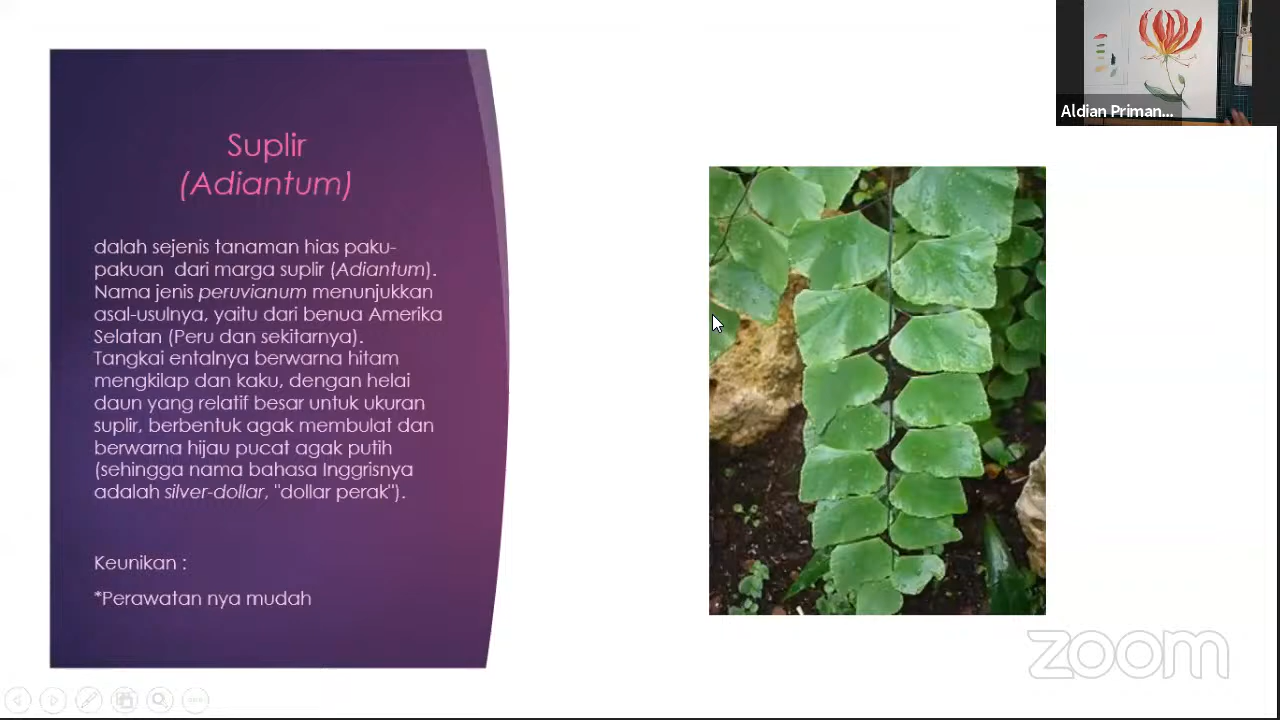 Suplir
(Adiantum)
dalah sejenis tanaman hias paku-
pakuan dari marga suplir (Adiantum).
Nama jenis peruvianum menunjukkan
asal-usulnya, yaitu dari benua Amerika
Selatan (Peru dan sekitarnya).
Tangkai entalnya berwarna hitam
mengkilap dan kaku, dengan helai
daun yang relatif besar untuk ukuran
suplir, berbentuk agak membulat dan
berwarna hijau pucat agak putih
(sehingga nama bahasa Inggrisnya
adalah silver-dollar, "dollar perak").
Keunikan :
*Perawatan nya mudah
Aldian Priman...
zoom